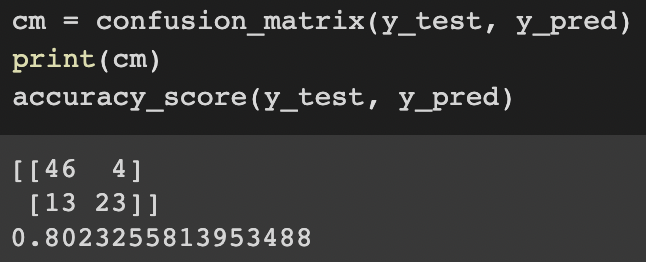 cm = confusion_matrix(y_test, y_pred)
print(cm)
accuracy_score(y_test, y_pred)
[[46  4]
 [13 23]]
0.8023255813953488